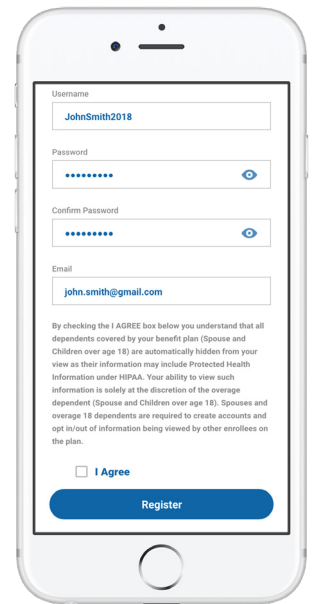 Username
JohnSmith2018
Password
•••••••••
Confirm Password
•••••••••
Email
john.smith@gmail.com
By checking the I AGREE box below you understand that all
dependents covered by your benefit plan (Spouse and
Children over age 18) are automatically hidden from your
view as their information may include Protected Health
Information under HIPAA. Your ability to view such
information is solely at the discretion of the overage
dependent (Spouse and Children over age 18). Spouses and
overage 18 dependents are required to create accounts and
opt in/out of information being viewed by other enrollees on
the plan.
I Agree
Register